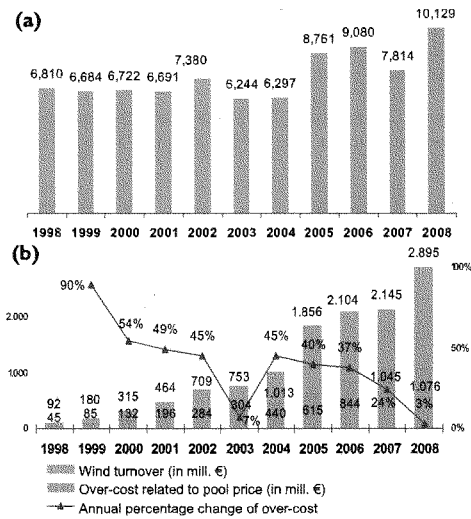 (a)
10,129
8,761 9,080
7,380 7,814
6,810 6,684 6,722 6,691 6,244 6,297
1998 1999 2000 2001 2002 2003 2004 2005 2006 2007 2008
(b)
2.895 100%
90%
2.104 2.145
2.000 54% 49% 45% 45% 1.856
40% 37% 50%
709 753
1.000 464 1.013 1.045 1.076
315
92 180 304 24% 3%
45 85 132 196 284 7% 440 615 844
0 0%
1998 1999 2000 2001 2002 2003 2004 2005 2006 2007 2008
Wind turnover (in mill. €)
Over-cost related to pool price (in mill. €)
Annual percentage change of over-cost